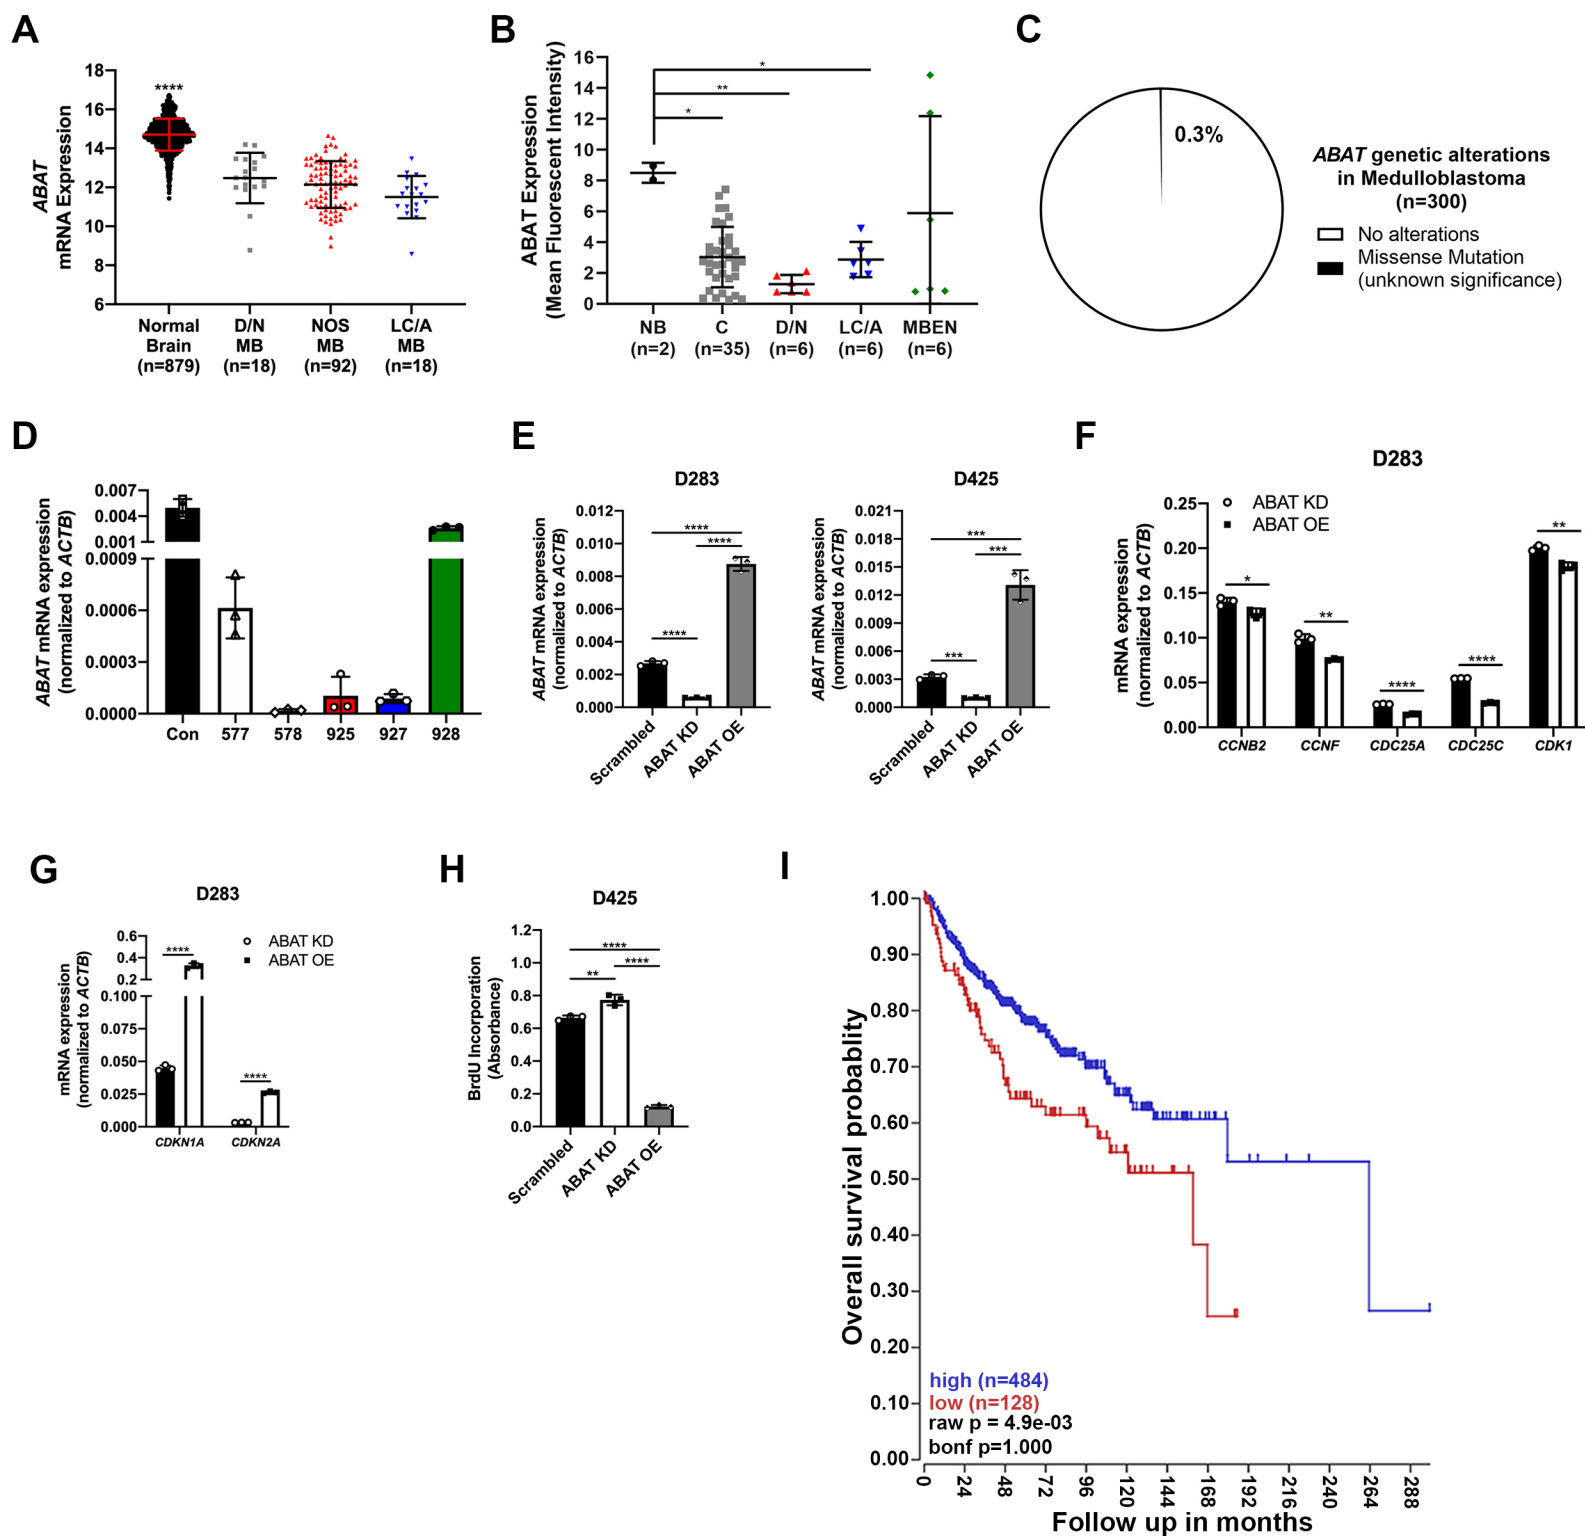 A
ABAT
mRNA Expression
18
16
14
12
10
8
6
****
Normal
Brain
(n=879)
D/N
MB
(n=18)
NOS
MB
(n=92)
LC/A
MB
(n=18)
B
ABAT Expression
(Mean Fluorescent Intensity)
16
14
12
10
8
6
4
2
0
*
**
*
NB
(n=2)
C
(n=35)
D/N
(n=6)
LC/A
(n=6)
MBEN
(n=6)
C
0.3%
ABAT genetic alterations
in Medulloblastoma
(n=300)
No alterations
Missense Mutation
(unknown significance)
D
ABAT mRNA expression
(normalized to ACTB)
0.007
0.004
0.001
0.0009
0.0006
0.0003
0.0000
Con
577
578
925
927
928
E
D283
ABAT mRNA expression
(normalized to ACTB)
0.012
0.010
0.008
0.006
0.004
0.002
0.000
****
****
****
Scrambled
ABAT KD
ABAT OE
D425
ABAT mRNA expression
(normalized to ACTB)
0.021
0.018
0.015
0.012
0.009
0.006
0.003
0.000
***
***
***
Scrambled
ABAT KD
ABAT OE
F
D283
mRNA expression
(normalized to ACTB)
0.25
0.20
0.15
0.10
0.05
0.00
ABAT KD
ABAT OE
*
**
****
****
**
CCNB2
CCNF
CDC25A
CDC25C
CDK1
G
D283
mRNA expression
(normalized to ACTB)
0.6
0.4
0.2
0.100
0.075
0.050
0.025
0.000
ABAT KD
ABAT OE
****
****
CDKN1A
CDKN2A
H
D425
BrdU Incorporation
(Absorbance)
1.2
1.0
0.8
0.6
0.4
0.2
0.0
****
****
**
Scrambled
ABAT KD
ABAT OE
I
Overall survival probablity
1.00
0.90
0.80
0.70
0.60
0.50
0.40
0.30
0.20
0.10
0.00
high (n=484)
low (n=128)
raw p = 4.9e-03
bonf p=1.000
0
24
48
72
96
120
144
168
192
216
240
264
288
Follow up in months